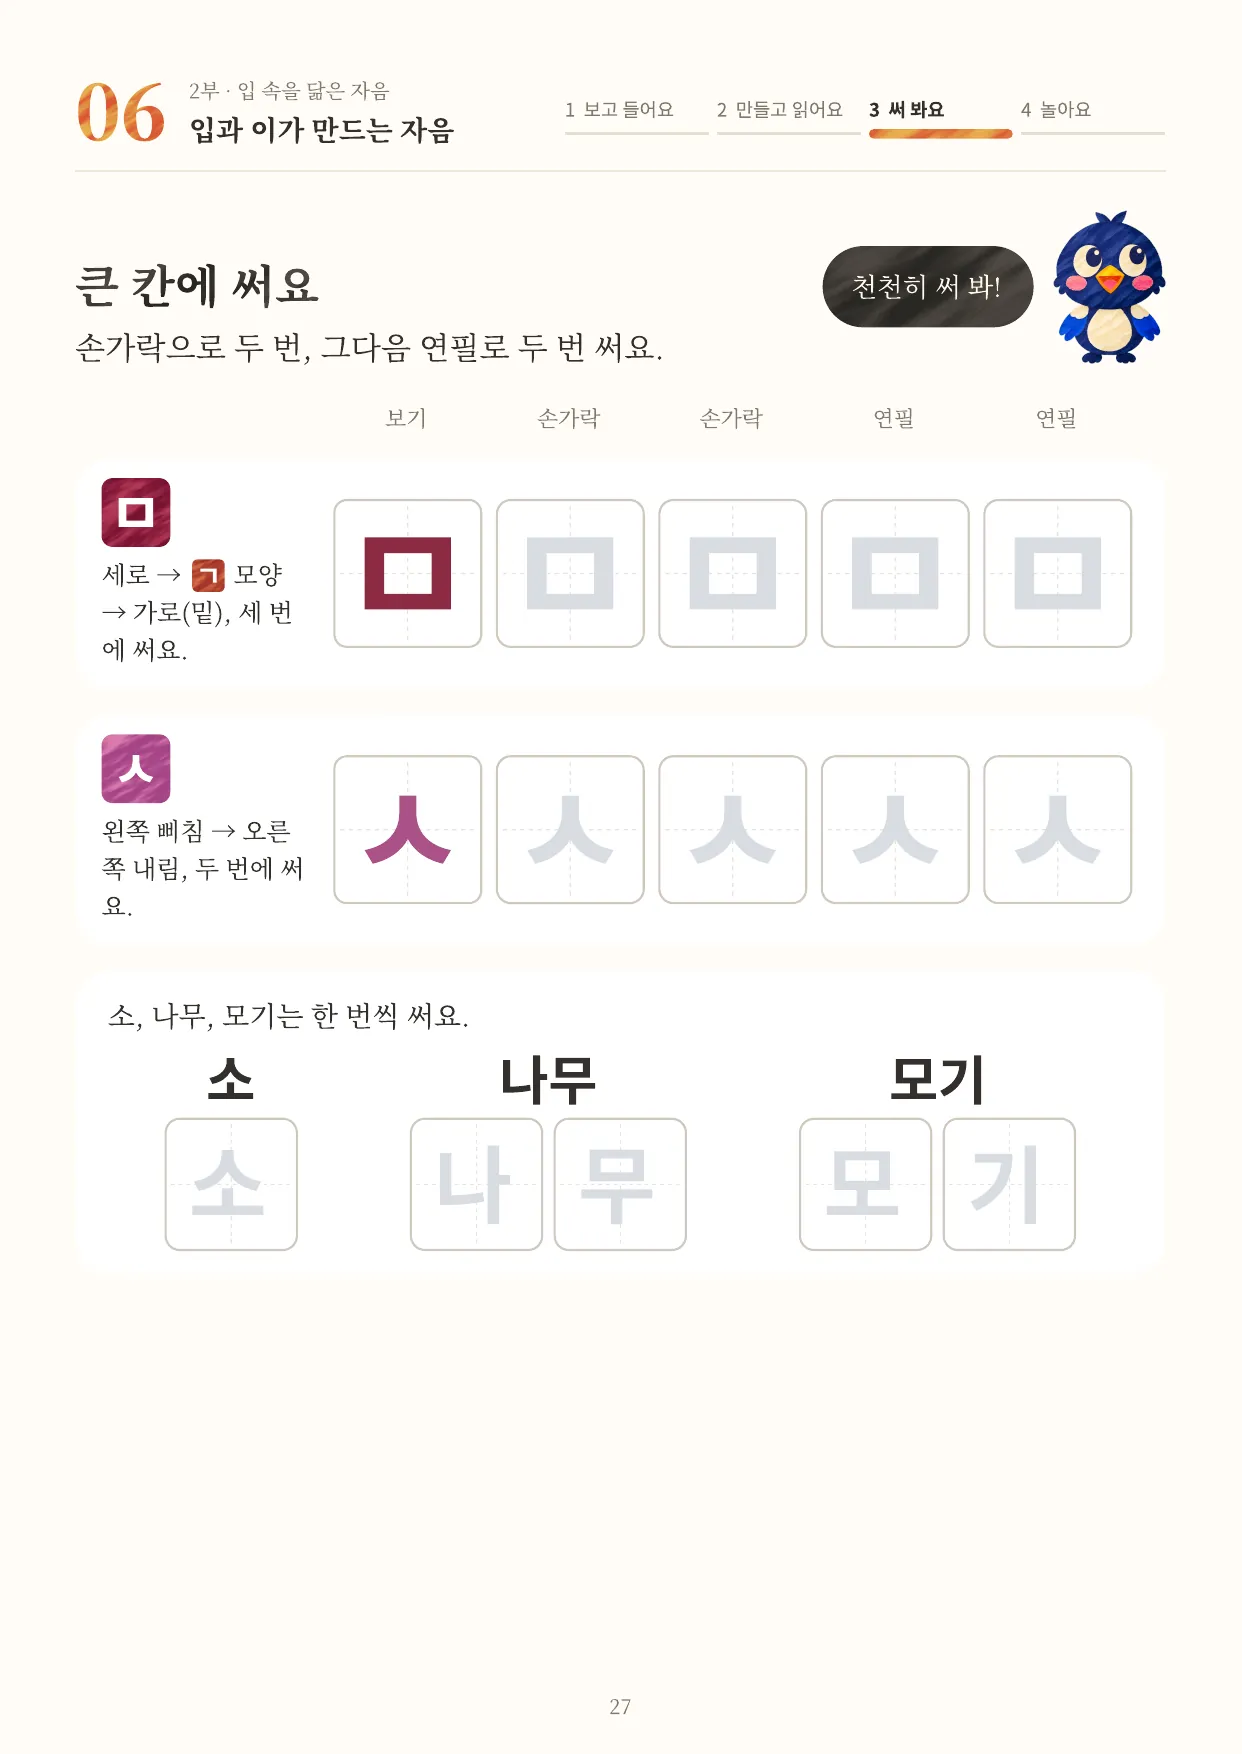 06
2부 · 입 속을 닮은 자음
입과 이가 만드는 자음
1 보고 들어요
2 만들고 읽어요
3 써 봐요
4 놀아요
큰 칸에 써요
천천히 써 봐!
손가락으로 두 번, 그다음 연필로 두 번 써요.
보기 손가락 손가락 연필 연필
ㅁ
세로 → ㄱ 모양
→ 가로(밑), 세 번
에 써요.
ㅁ ㅁ ㅁ ㅁ ㅁ
ㅅ
왼쪽 삐침 → 오른
쪽 내림, 두 번에 써
요.
ㅅ ㅅ ㅅ ㅅ ㅅ
소, 나무, 모기는 한 번씩 써요.
소 나무 모기
소 나 무 모 기
27